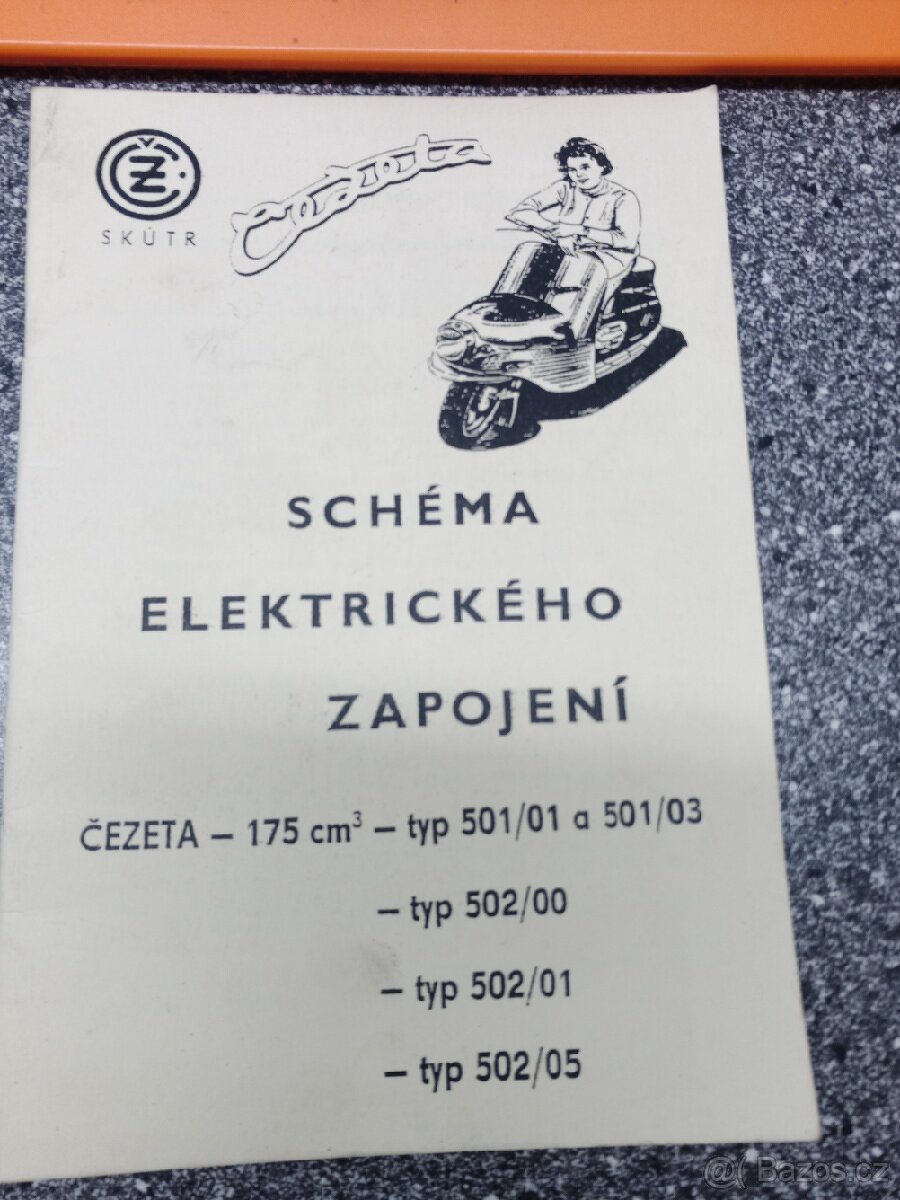 ČZ
SKÚTR
Čezeta
SCHÉMA
ELEKTRICKÉHO
ZAPOJENÍ
ČEZETA – 175 cm³ – typ 501/01 a 501/03
– typ 502/00
– typ 502/01
– typ 502/05
@( Bazos.cz